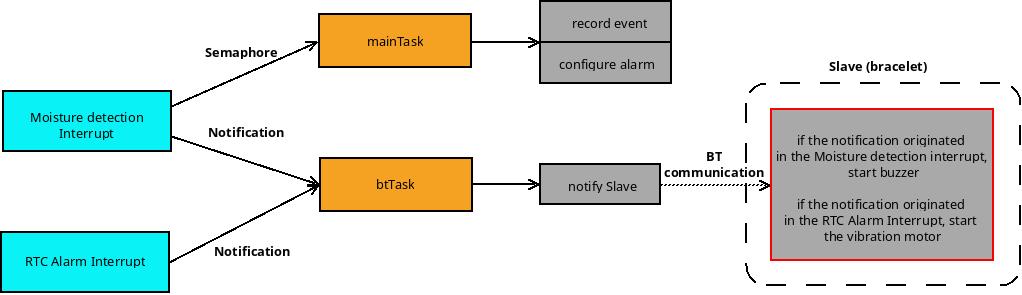 Semaphore
mainTask
record event
configure alarm
Moisture detection
Interrupt
Notification
btTask
notify Slave
BT
communication
Slave (bracelet)
if the notification originated
in the Moisture detection interrupt,
start buzzer
if the notification originated
in the RTC Alarm Interrupt, start
the vibration motor
RTC Alarm Interrupt
Notification